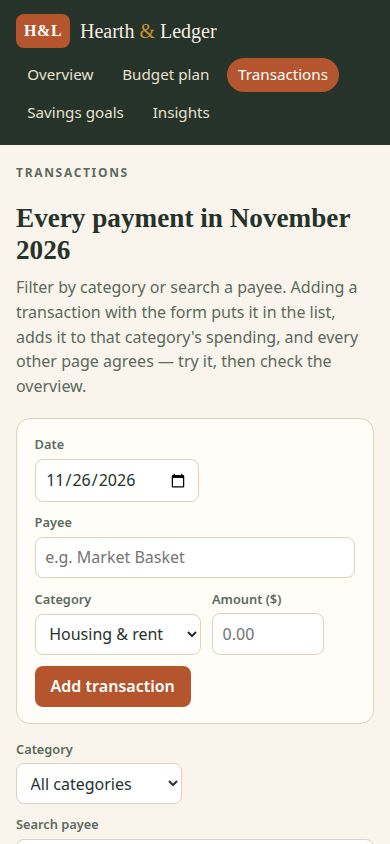 H&L Hearth & Ledger
Overview Budget plan Transactions
Savings goals Insights
TRANSACTIONS
Every payment in November
2026
Filter by category or search a payee. Adding a
transaction with the form puts it in the list,
adds it to that category's spending, and every
other page agrees — try it, then check the
overview.
Date
11/26/2026
Payee
e.g. Market Basket
Category Amount ($)
Housing & rent 0.00
Add transaction
Category
All categories
Search payee